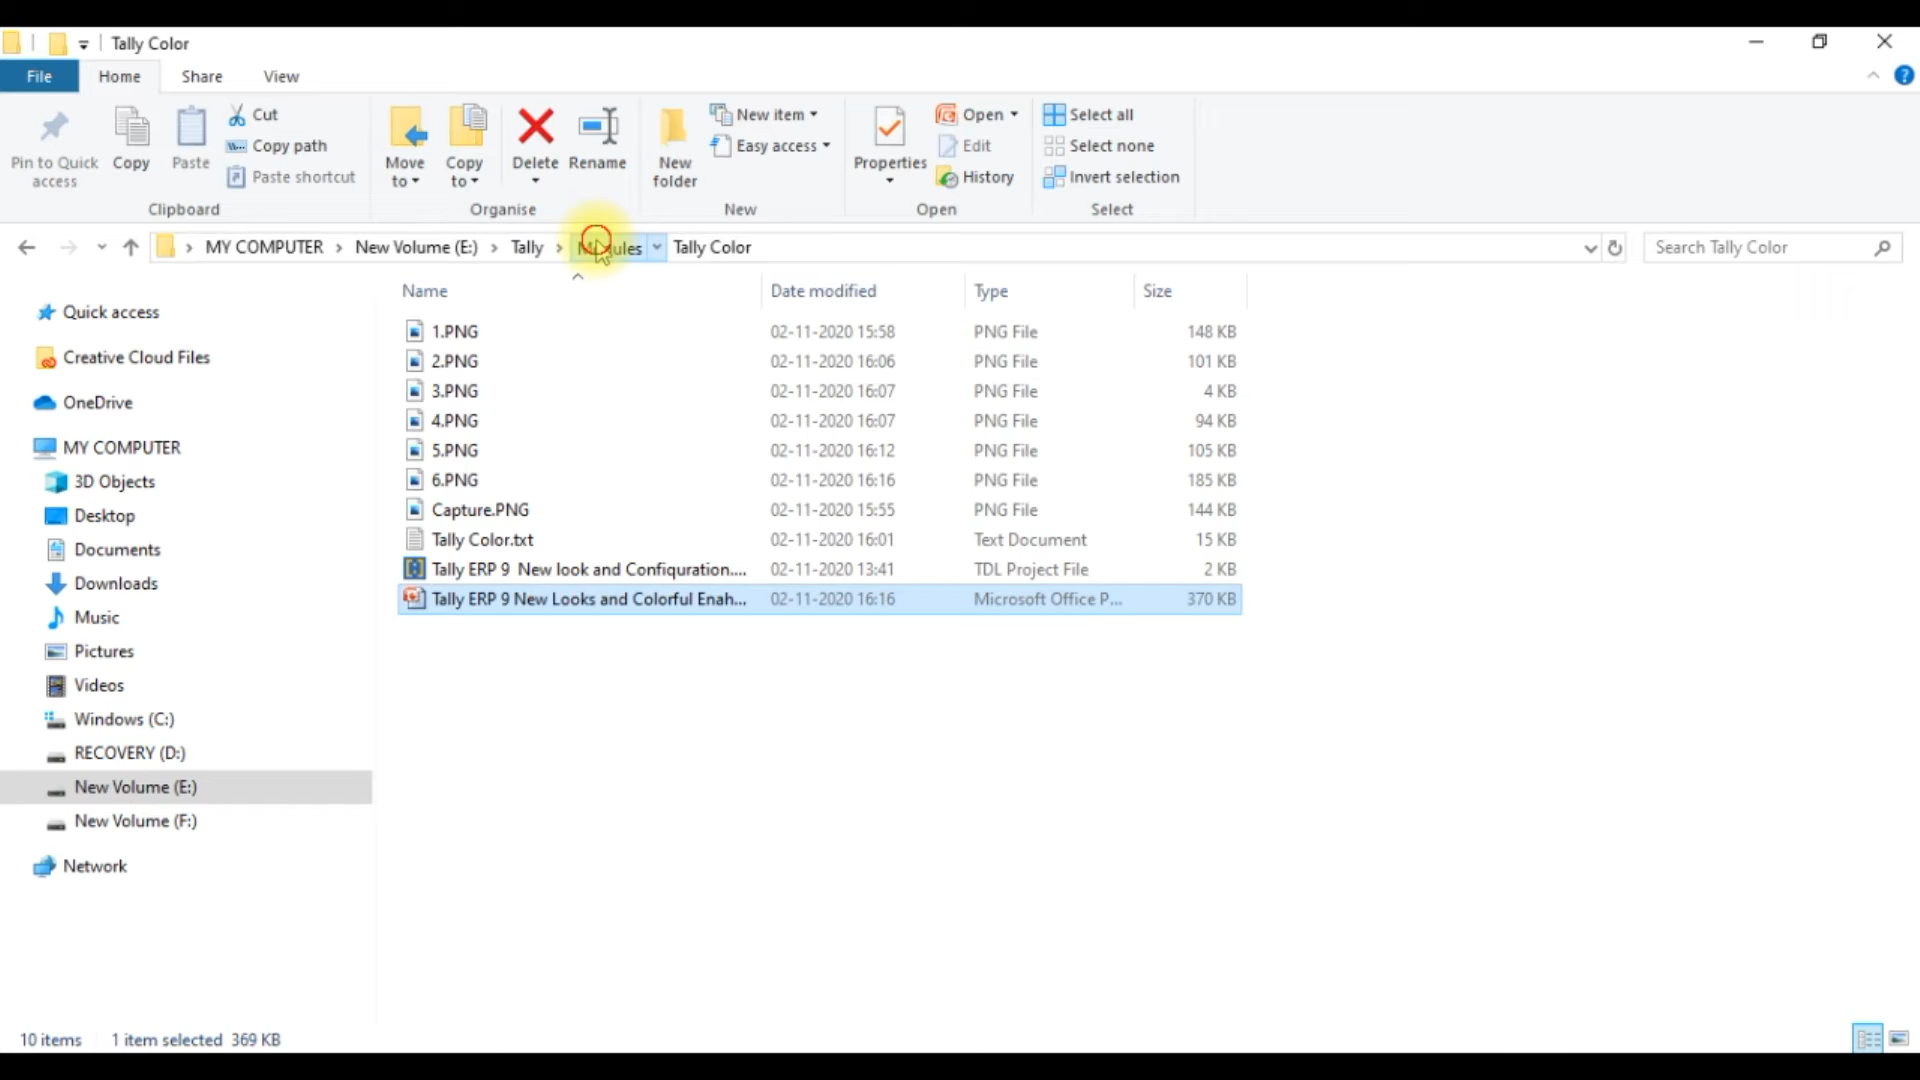 Tally Color
File Home Share View
Pin to Quick access
Copy
Paste
Cut
Copy path
Paste shortcut
Clipboard
Move to
Copy to
Delete
Rename
Organise
New folder
New item
Easy access
New
Properties
Open
Edit
History
Open
Select all
Select none
Invert selection
Select
MY COMPUTER New Volume (E:) Tally Tally Color
Search Tally Color
Name Date modified Type Size
Quick access
Creative Cloud Files
OneDrive
MY COMPUTER
3D Objects
Desktop
Documents
Downloads
Music
Pictures
Videos
Windows (C:)
RECOVERY (D:)
New Volume (E:)
New Volume (F:)
Network
1.PNG 02-11-2020 15:58 PNG File 148 KB
2.PNG 02-11-2020 16:06 PNG File 101 KB
3.PNG 02-11-2020 16:07 PNG File 4 KB
4.PNG 02-11-2020 16:07 PNG File 94 KB
5.PNG 02-11-2020 16:12 PNG File 105 KB
6.PNG 02-11-2020 16:16 PNG File 185 KB
Capture.PNG 02-11-2020 15:55 PNG File 144 KB
Tally Color.txt 02-11-2020 16:01 Text Document 15 KB
Tally ERP 9 New look and Confiquration.... 02-11-2020 13:41 TDL Project File 2 KB
Tally ERP 9 New Looks and Colorful Enah... 02-11-2020 16:16 Microsoft Office P... 370 KB
10 items 1 item selected 369 KB